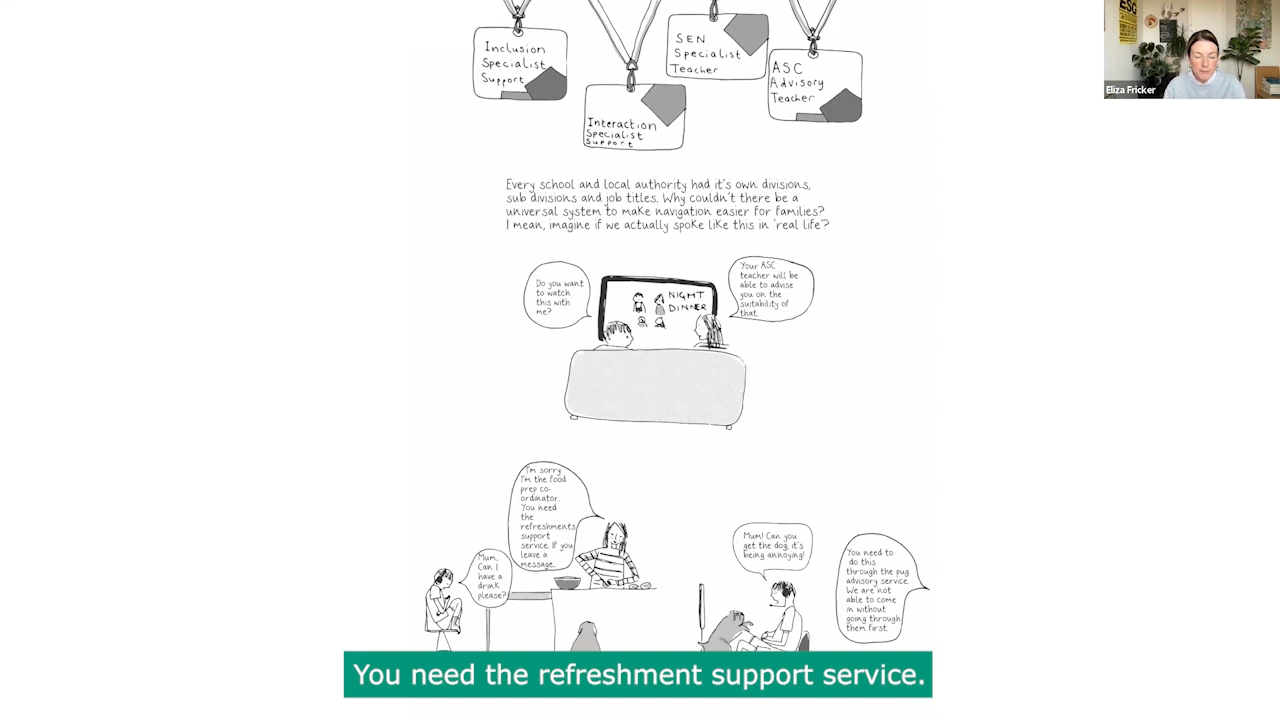 Inclusion
Specialist
Support
Interaction
Specialist
Support
SEN
Specialist
Teacher
ASC
Advisory
Teacher
ESG
Eliza Fricker
Every school and local authority had it's own divisions,
sub divisions and job titles. Why couldn't there be a
universal system to make navigation easier for families?
I mean, imagine if we actually spoke like this in 'real life'?
Do you want
to watch
this with
me?
NIGHT
DINNER
Your ASC
teacher will be
able to advise
you on the
suitability of
that.
I'm sorry
I'm the food
prep co-
ordinator.
You need
the
refreshments
support
service. If you
leave a
message..
Mum.
Can I
have a
drink
please?
Mum! Can you
get the dog, it's
being annoying!
You need to
do this
through the pug
advisory service.
We are not
able to come
in without
going through
them first.
You need the refreshment support service.